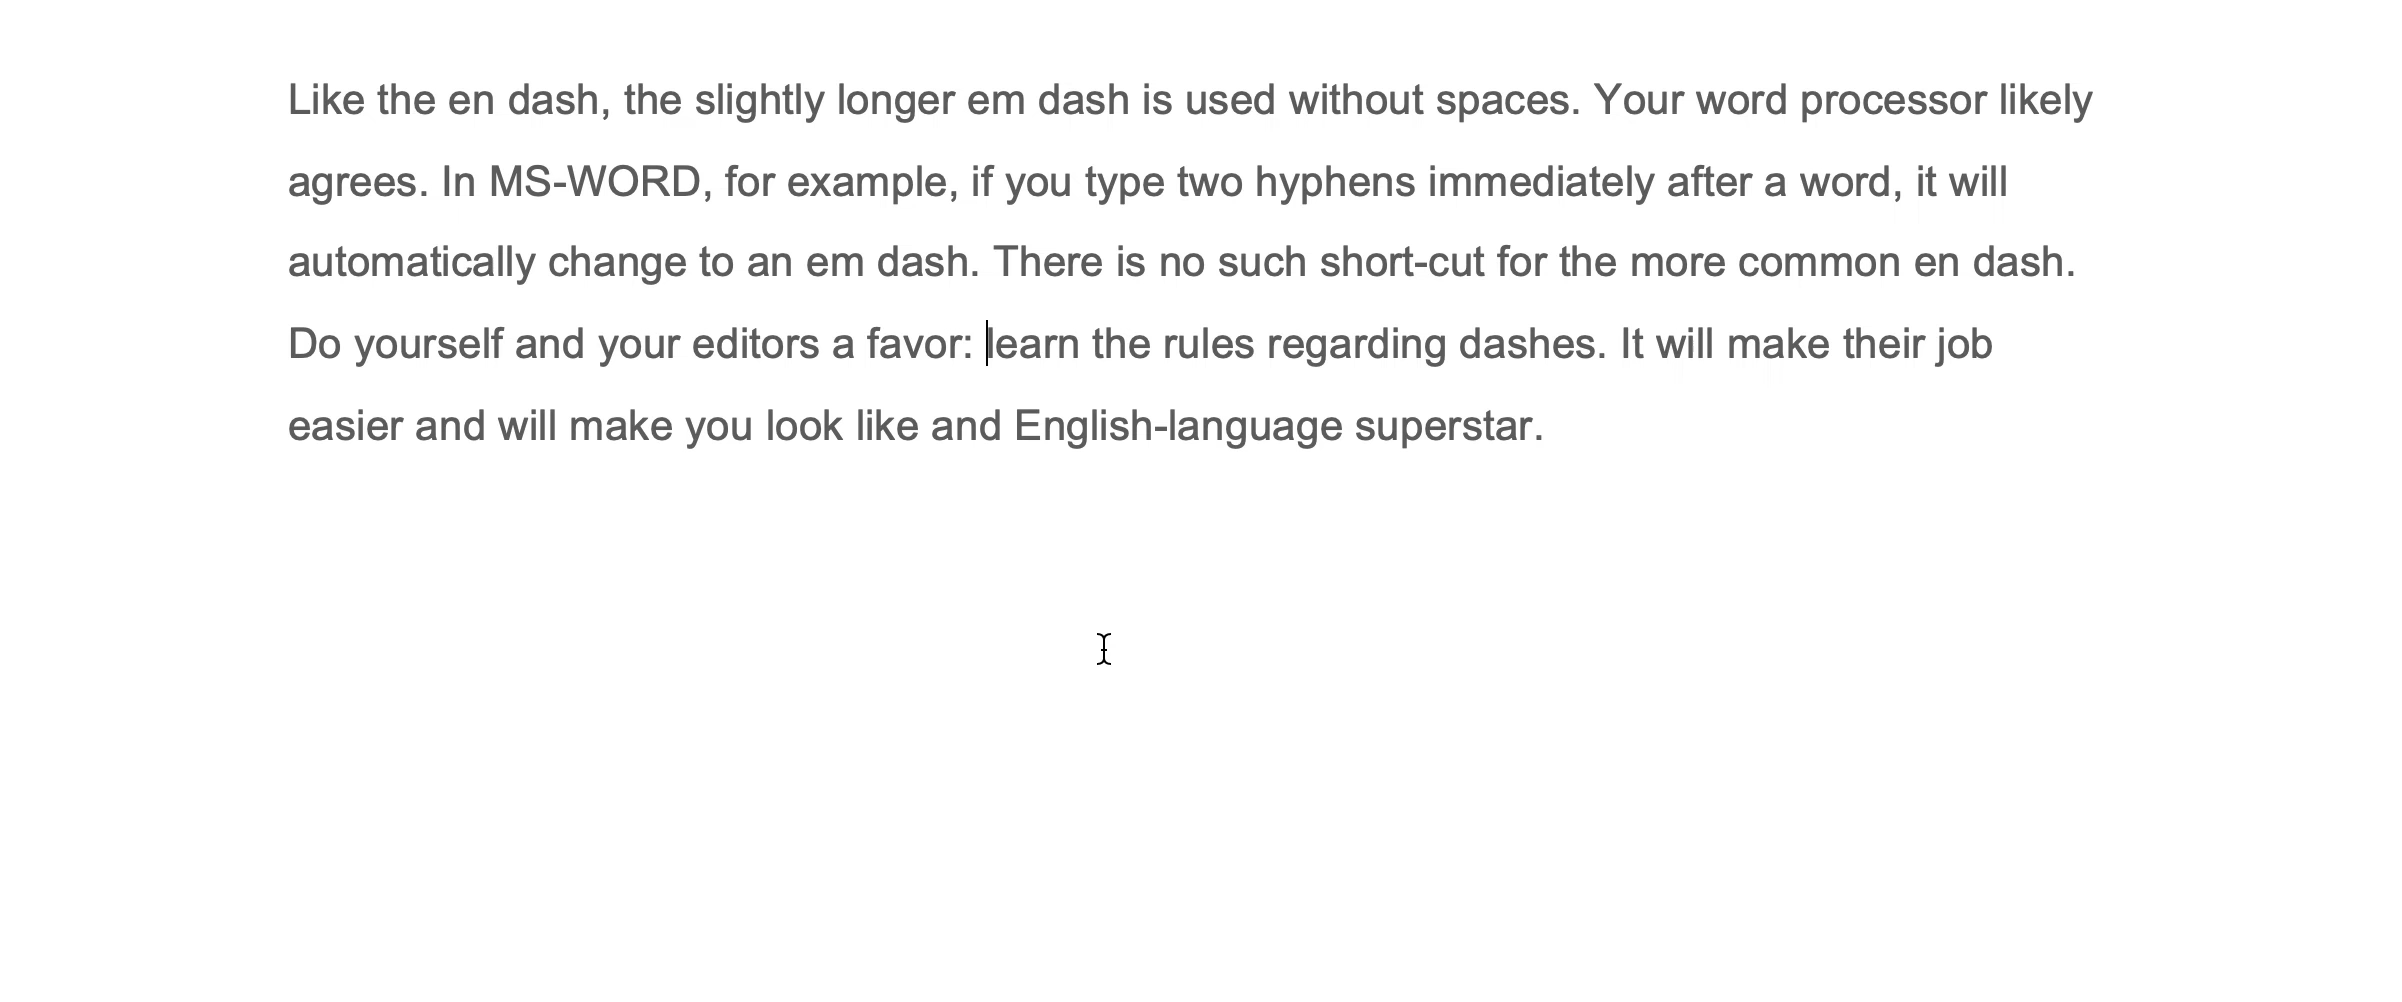 Like the en dash, the slightly longer em dash is used without spaces. Your word processor likely
agrees. In MS-WORD, for example, if you type two hyphens immediately after a word, it will
automatically change to an em dash. There is no such short-cut for the more common en dash.
Do yourself and your editors a favor: learn the rules regarding dashes. It will make their job
easier and will make you look like and English-language superstar.